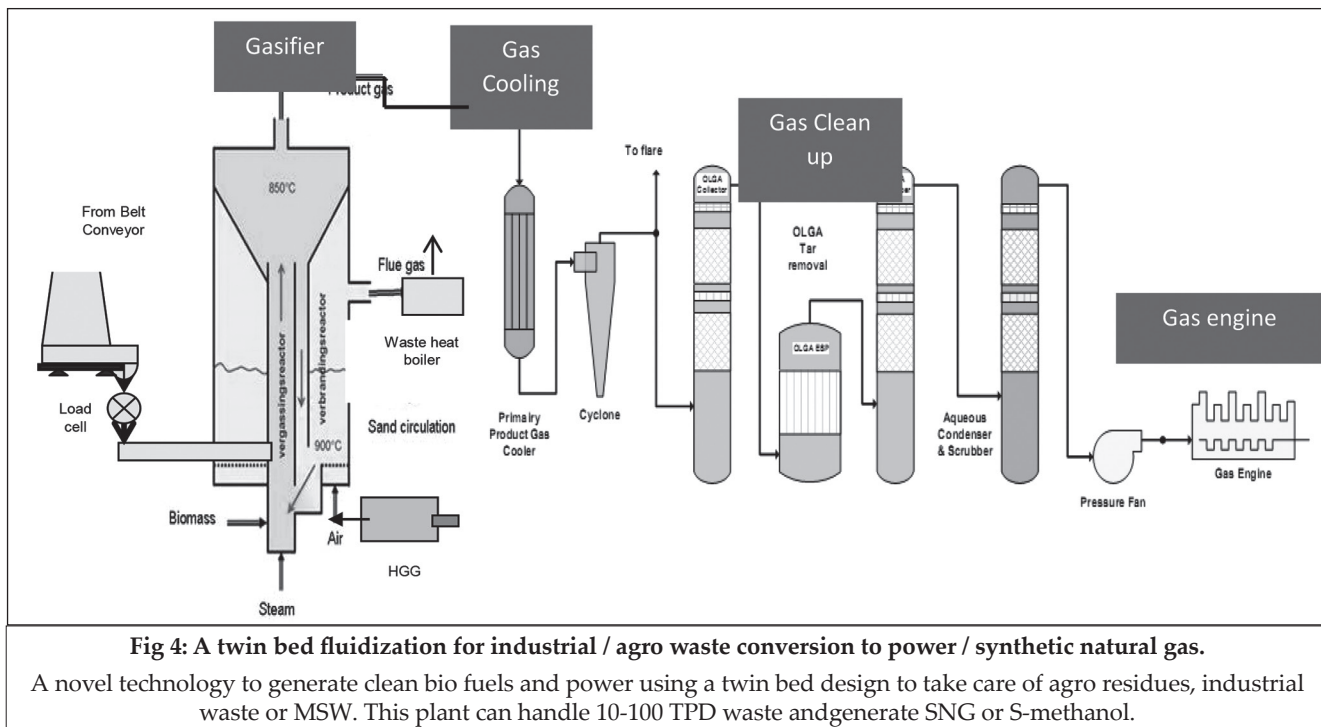 Gasifier
Product gas
Gas
Cooling
Gas Clean
up
To flare
850°C
From Belt
Conveyor
Flue gas
Waste heat
boiler
vergassingsreactor
verbrandingsreactor
Load
cell
Sand circulation
900°C
Biomass
Air
HGG
Steam
Primairy
Product Gas
Cooler
Cyclone
OLGA
Collector
OLGA
Tar
removal
OLGA ESP
Aqueous
Condenser
& Scrubber
Pressure Fan
Gas engine
Gas Engine
Fig 4: A twin bed fluidization for industrial / agro waste conversion to power / synthetic natural gas.
A novel technology to generate clean bio fuels and power using a twin bed design to take care of agro residues, industrial
waste or MSW. This plant can handle 10-100 TPD waste andgenerate SNG or S-methanol.